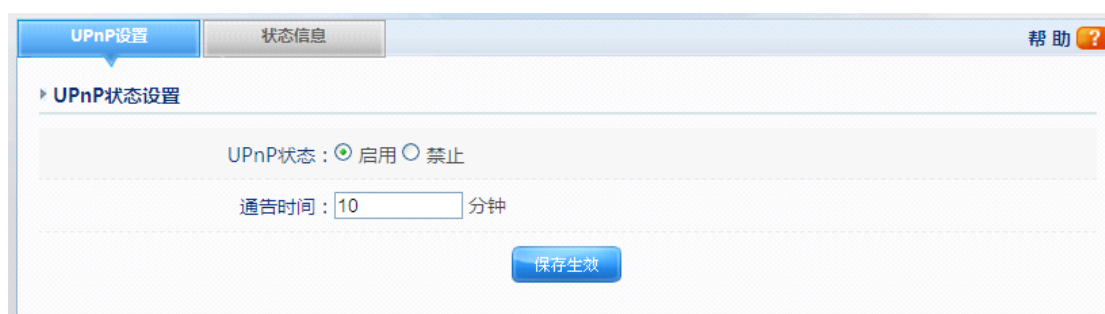 UPnP设置 状态信息 帮 助 ?
UPnP状态设置
UPnP状态：启用 禁止
通告时间：10 分钟
保存生效